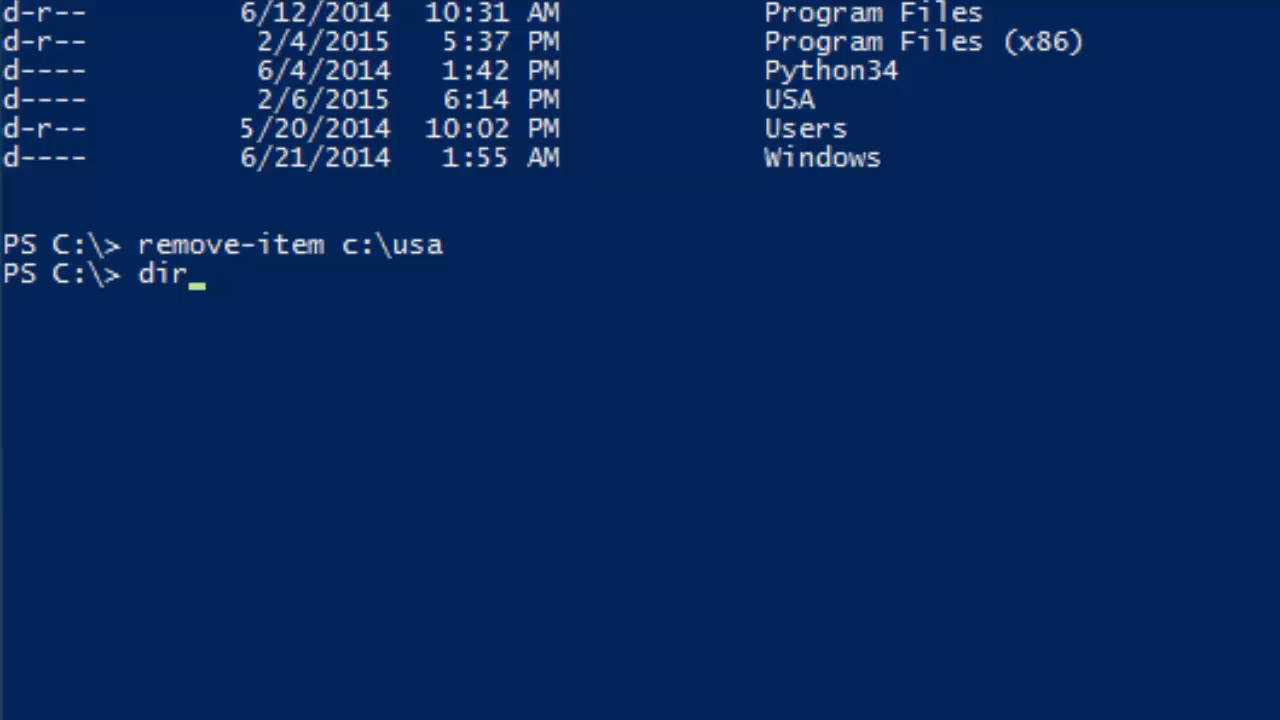 d-r-- 6/12/2014 10:31 AM Program Files
d-r-- 2/4/2015 5:37 PM Program Files (x86)
d---- 6/4/2014 1:42 PM Python34
d---- 2/6/2015 6:14 PM USA
d-r-- 5/20/2014 10:02 PM Users
d---- 6/21/2014 1:55 AM Windows
PS C:\> remove-item c:\usa
PS C:\> dir_